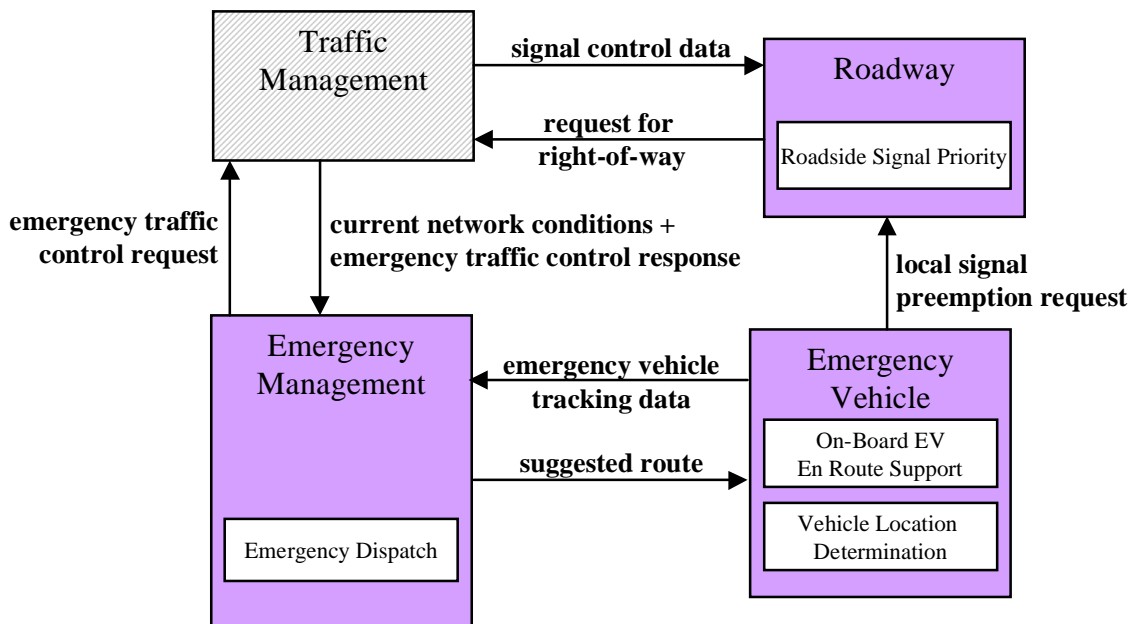 Traffic
Management
signal control data
Roadway
request for
right-of-way
Roadside Signal Priority
emergency traffic
control request
current network conditions +
emergency traffic control response
local signal
preemption request
Emergency
Management
emergency vehicle
tracking data
Emergency
Vehicle
On-Board EV
En Route Support
suggested route
Vehicle Location
Determination
Emergency Dispatch